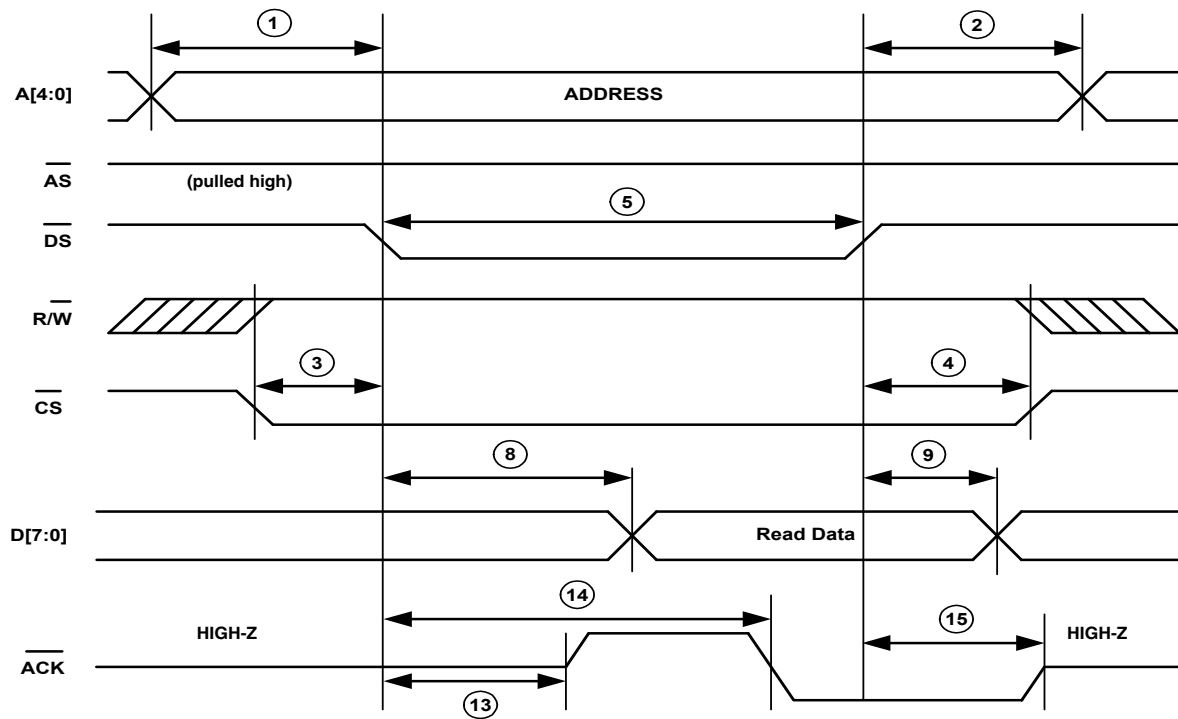 1
2
A[4:0]
ADDRESS
AS
(pulled high)
5
DS
R/W
3
4
CS
8
9
D[7:0]
Read Data
14
HIGH-Z
15
HIGH-Z
ACK
13